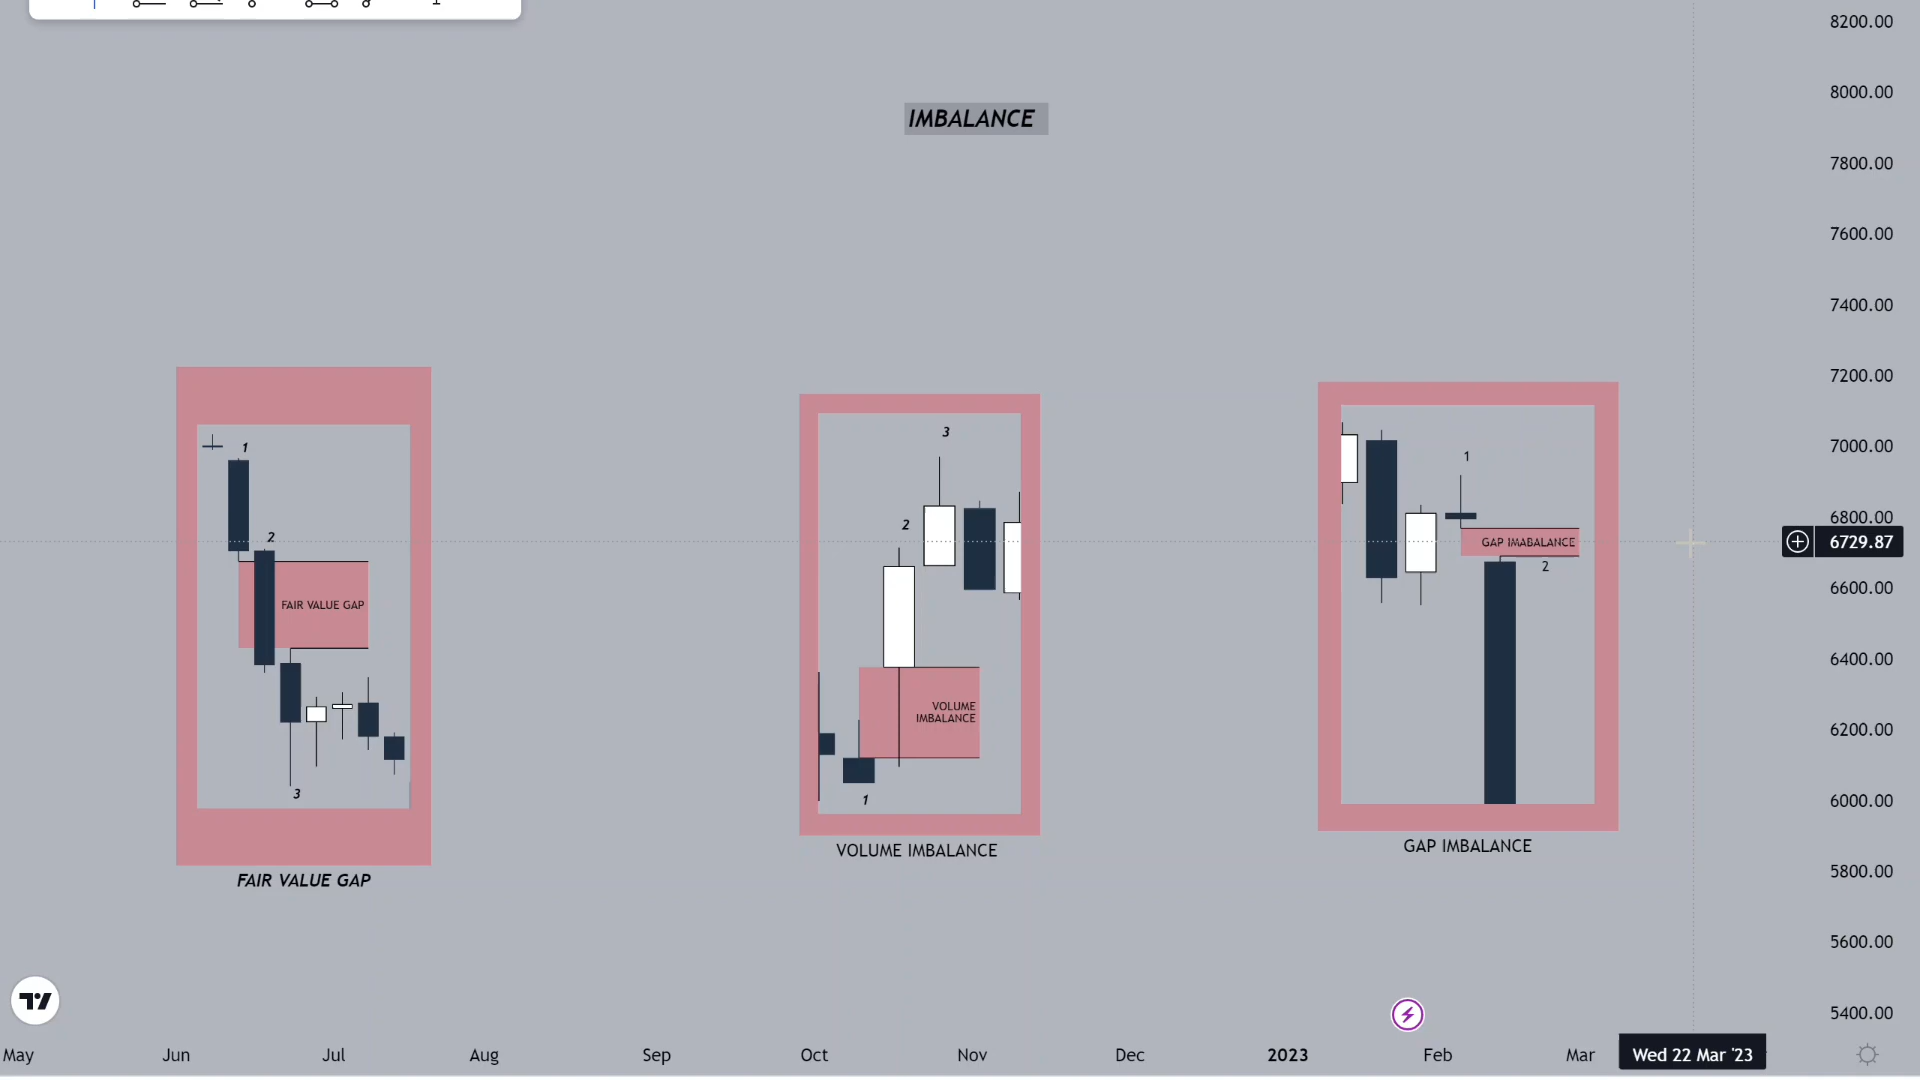 IMBALANCE
1
2
FAIR VALUE GAP
3
FAIR VALUE GAP
3
2
VOLUME
IMBALANCE
1
VOLUME IMBALANCE
1
GAP IMABALANCE
2
GAP IMBALANCE
8200.00
8000.00
7800.00
7600.00
7400.00
7200.00
7000.00
6800.00
6729.87
6600.00
6400.00
6200.00
6000.00
5800.00
5600.00
5400.00
May Jun Jul Aug Sep Oct Nov Dec 2023 Feb Mar Wed 22 Mar '23